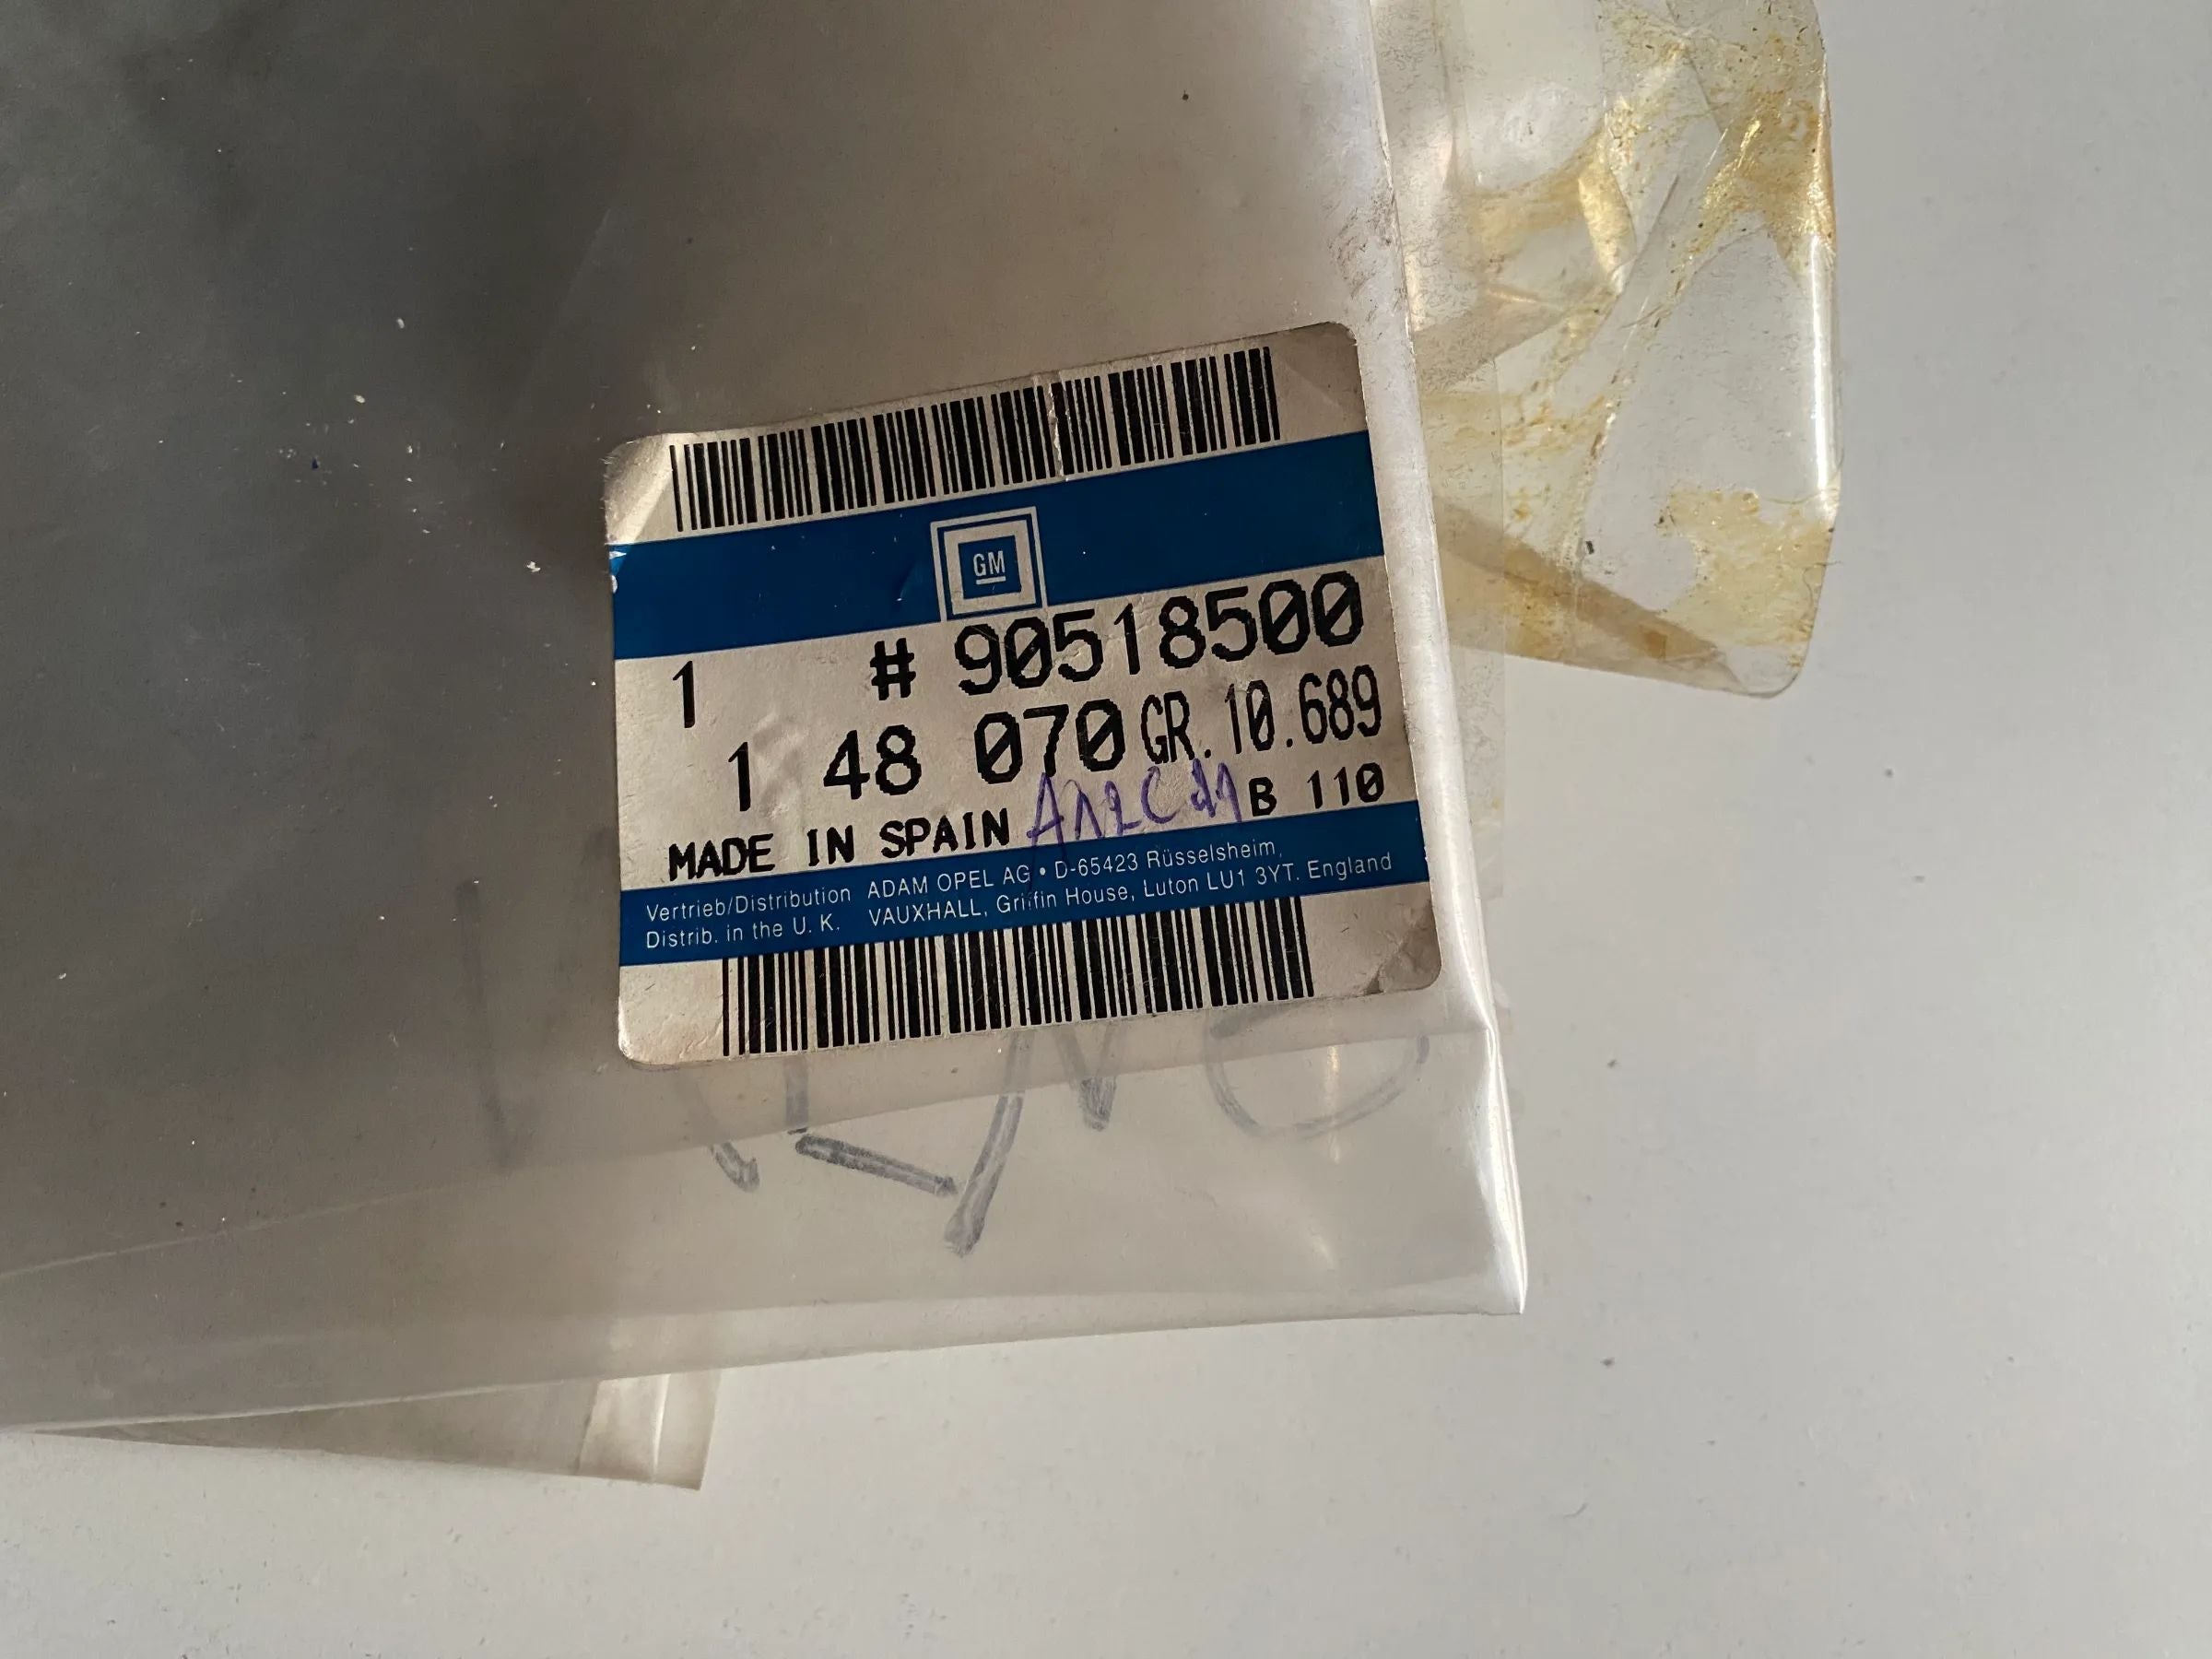 GM
1 # 90518500
1 48 070 GR. 10.689
MADE IN SPAIN B 110
Vertrieb/Distribution ADAM OPEL AG • D-65423 Rüsselsheim,
Distrib. in the U. K. VAUXHALL, Griffin House, Luton LU1 3YT. England